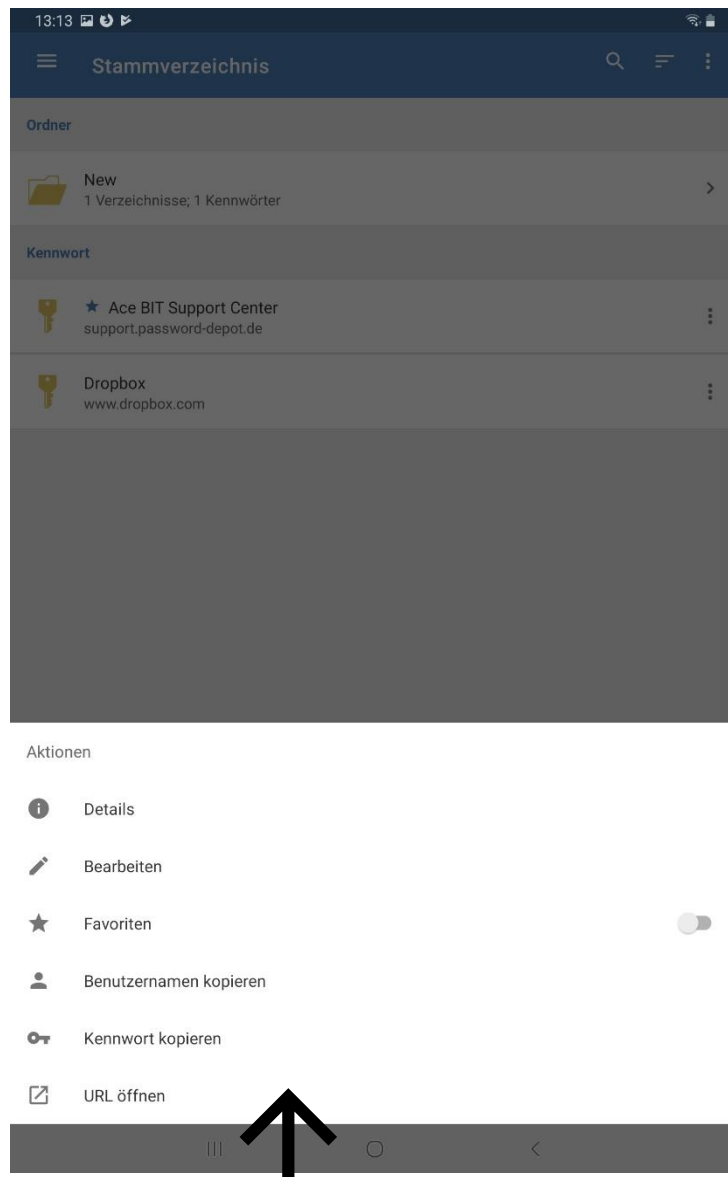 13:13
Stammverzeichnis
Ordner
New
1 Verzeichnisse; 1 Kennwörter
Kennwort
★ Ace BIT Support Center
support.password-depot.de
Dropbox
www.dropbox.com
Aktionen
Details
Bearbeiten
Favoriten
Benutzernamen kopieren
Kennwort kopieren
URL öffnen